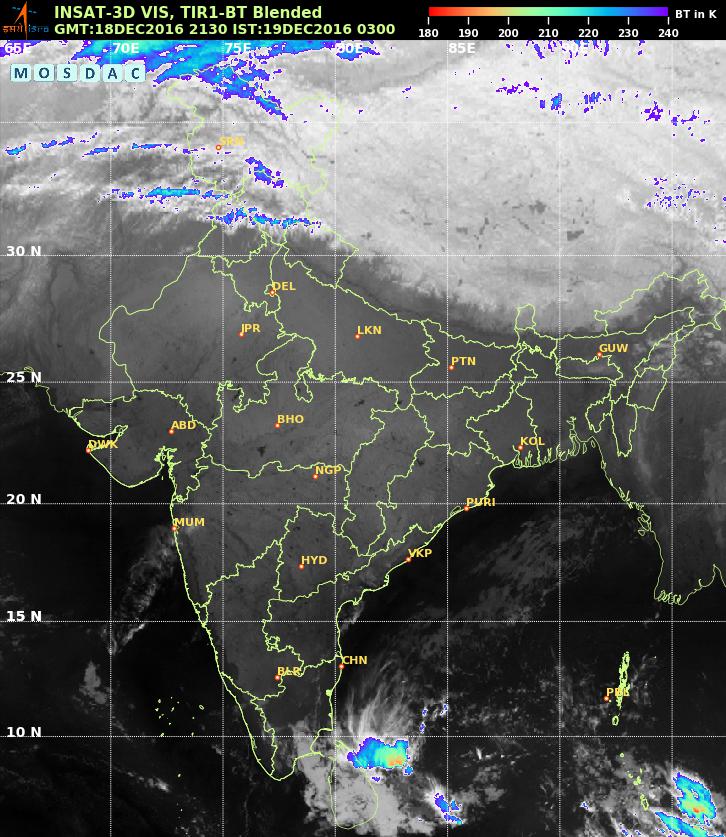 INSAT-3D VIS, TIR1-BT Blended
GMT:18DEC2016 2130 IST:19DEC2016 0300
BT in K
180 190 200 210 220 230 240
65E 70E 75E 80E 85E
M O S D A C
SRN
30 N
DEL
JPR LKN
GUW
PTN
25 N
ABD BHO
DWK KOL
NGP
20 N PURI
MUM
VKP
HYD
15 N
CHN
BLR
PBL
10 N